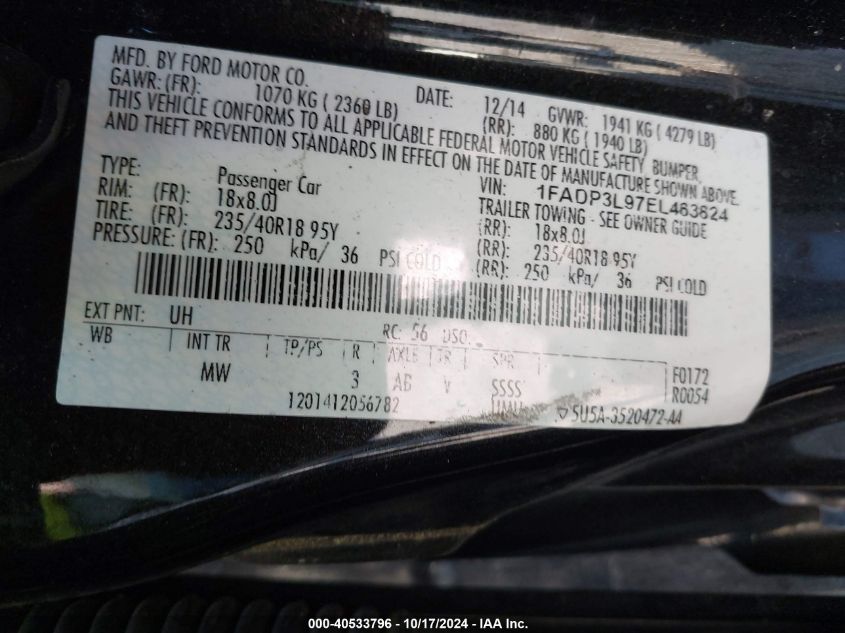 MFD. BY FORD MOTOR CO. DATE: 12/14 GVWR: 1941 KG ( 4279 LB)
GAWR: (FR): 1070 KG ( 2360 LB) (RR): 880 KG ( 1940 LB)
THIS VEHICLE CONFORMS TO ALL APPLICABLE FEDERAL MOTOR VEHICLE SAFETY, BUMPER,
AND THEFT PREVENTION STANDARDS IN EFFECT ON THE DATE OF MANUFACTURE SHOWN ABOVE.
VIN: 1FADP3L97EL463824
TYPE: Passenger Car TRAILER TOWING - SEE OWNER GUIDE
RIM: (FR): 18x8.0J (RR): 18x8.0J
TIRE: (FR): 235/40R18 95Y (RR): 235/40R18 95Y
PRESSURE: (FR): 250 kPa/ 36 PSI COLD (RR): 250 kPa/ 36 PSI COLD
EXT PNT: UH RC: 56 DSO:
WB INT TR TP/PS R AXLE TR SPR
MW 3 AB V SSSS
F0172
R0054
1201412056782 5U5A-3520472-AA
000-40533796 - 10/17/2024 - IAA Inc.